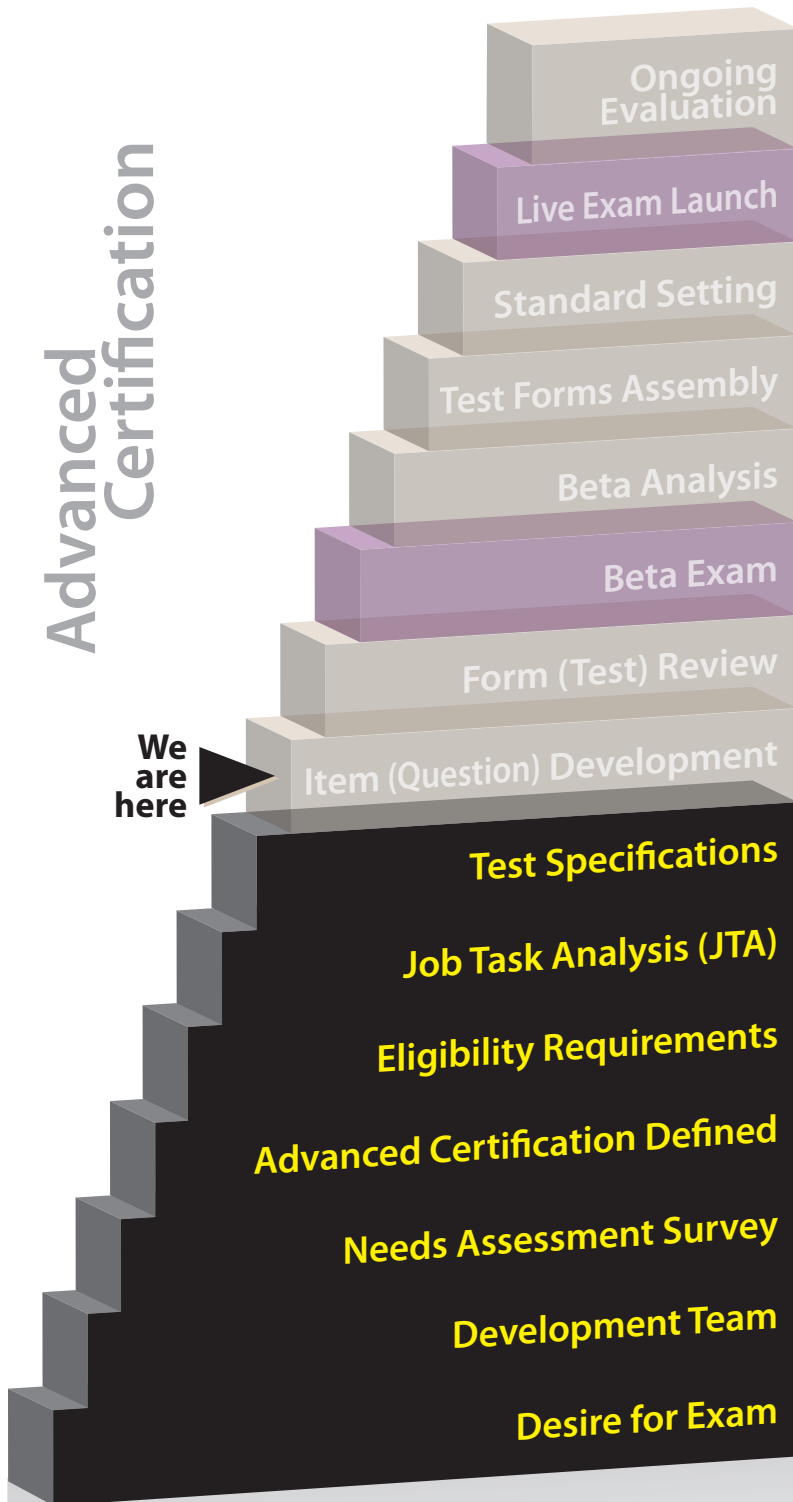 Advanced
Certification
Ongoing
Evaluation
Live Exam Launch
Standard Setting
Test Forms Assembly
Beta Analysis
Beta Exam
Form (Test) Review
We
are
here
Item (Question) Development
Test Specifications
Job Task Analysis (JTA)
Eligibility Requirements
Advanced Certification Defined
Needs Assessment Survey
Development Team
Desire for Exam